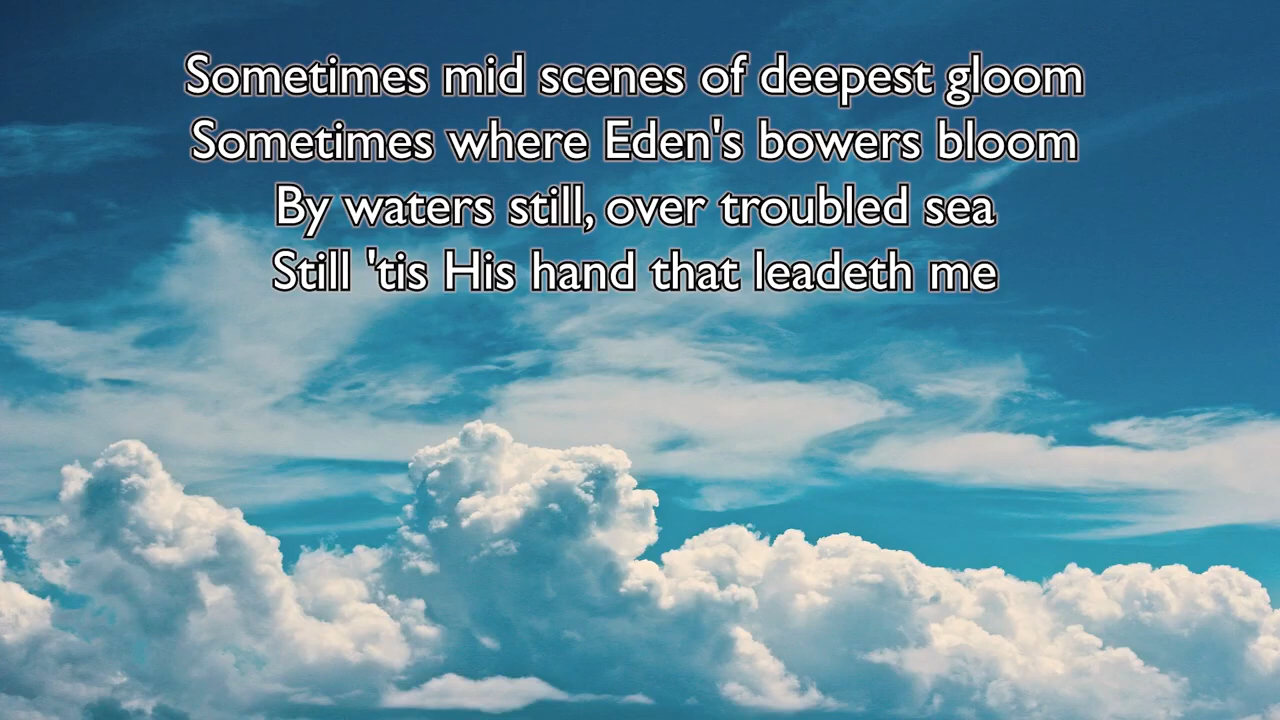 Sometimes mid scenes of deepest gloom
Sometimes where Eden's bowers bloom
By waters still, over troubled sea
Still 'tis His hand that leadeth me